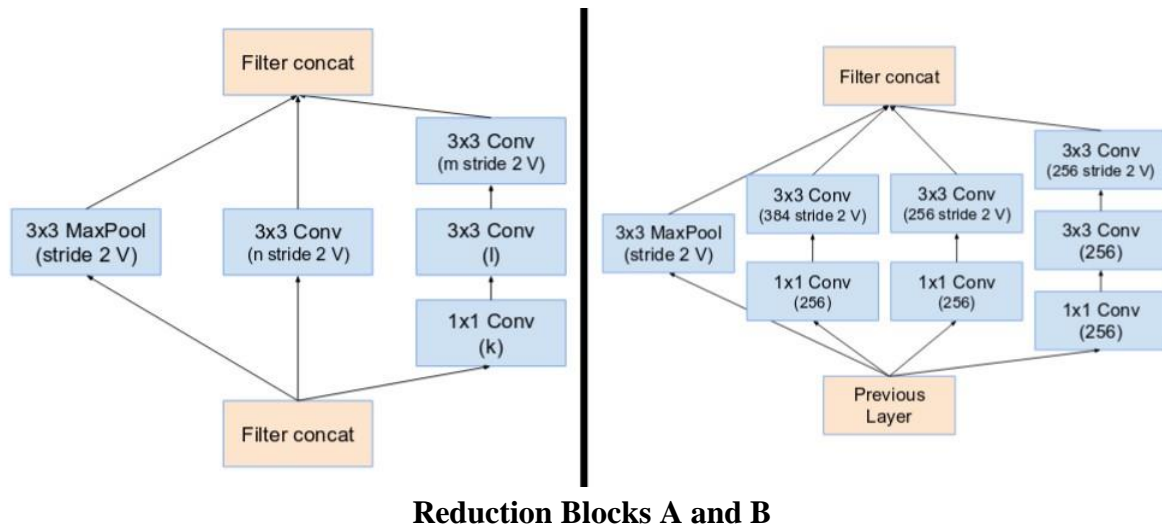 Filter concat
3x3 Conv
(m stride 2 V)
3x3 MaxPool
(stride 2 V)
3x3 Conv
(n stride 2 V)
3x3 Conv
(l)
1x1 Conv
(k)
Filter concat
Filter concat
3x3 Conv
(256 stride 2 V)
3x3 MaxPool
(stride 2 V)
3x3 Conv
(384 stride 2 V)
3x3 Conv
(256 stride 2 V)
3x3 Conv
(256)
1x1 Conv
(256)
1x1 Conv
(256)
1x1 Conv
(256)
Previous
Layer
Reduction Blocks A and B